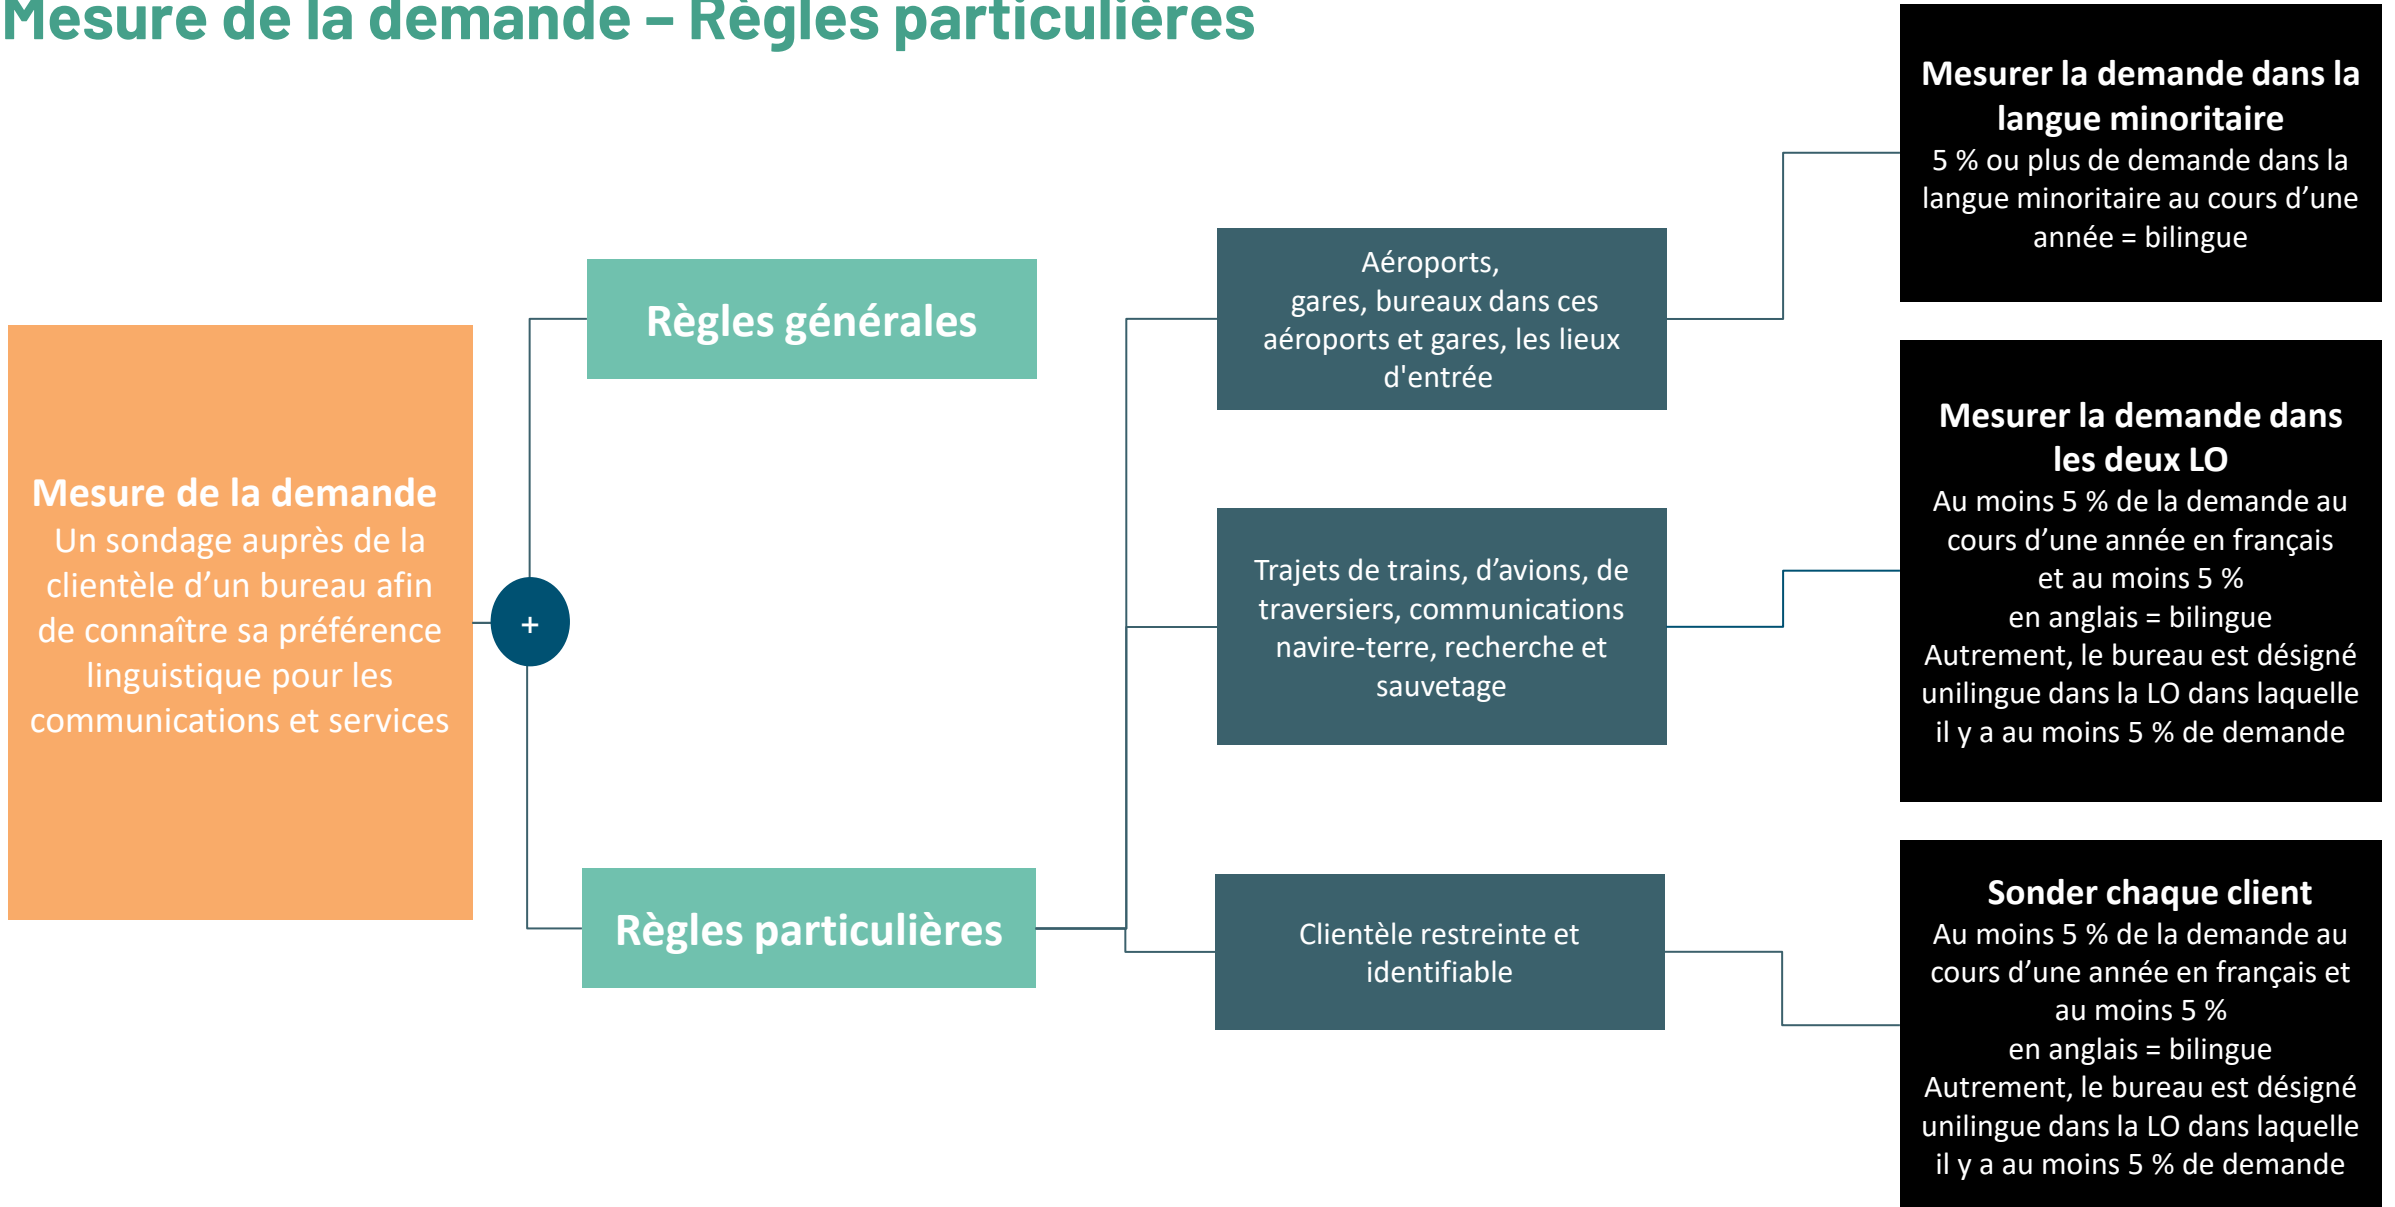 Mesure de la demande – Règles particulières
Mesure de la demande
Un sondage auprès de la
clientèle d’un bureau afin
de connaître sa préférence
linguistique pour les
communications et services
+
Règles générales
Règles particulières
Aéroports,
gares, bureaux dans ces
aéroports et gares, les lieux
d'entrée
Trajets de trains, d’avions, de
traversiers, communications
navire-terre, recherche et
sauvetage
Clientèle restreinte et
identifiable
Mesurer la demande dans la
langue minoritaire
5 % ou plus de demande dans la
langue minoritaire au cours d’une
année = bilingue
Mesurer la demande dans
les deux LO
Au moins 5 % de la demande au
cours d’une année en français
et au moins 5 %
en anglais = bilingue
Autrement, le bureau est désigné
unilingue dans la LO dans laquelle
il y a au moins 5 % de demande
Sonder chaque client
Au moins 5 % de la demande au
cours d’une année en français et
au moins 5 %
en anglais = bilingue
Autrement, le bureau est désigné
unilingue dans la LO dans laquelle
il y a au moins 5 % de demande